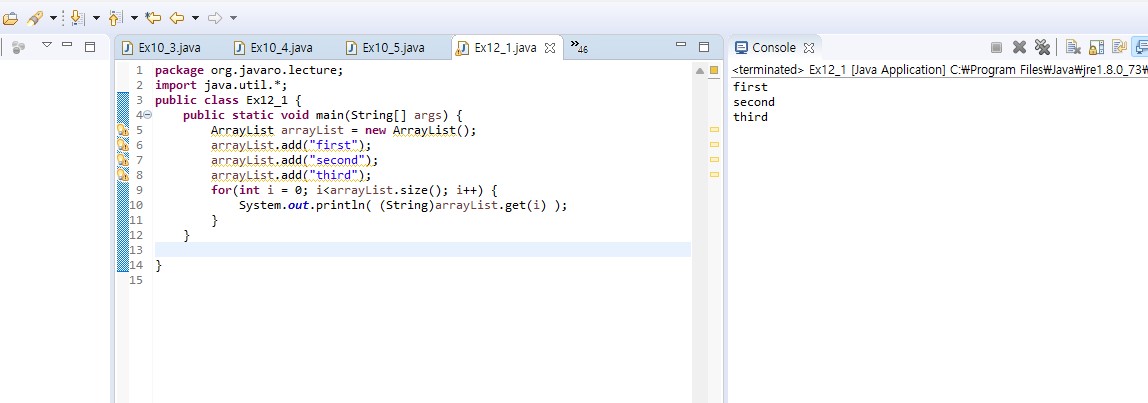 Ex10_3.java Ex10_4.java Ex10_5.java Ex12_1.java »46
1 package org.javaro.lecture;
2 import java.util.*;
3 public class Ex12_1 {
4 public static void main(String[] args) {
5 ArrayList arrayList = new ArrayList();
6 arrayList.add("first");
7 arrayList.add("second");
8 arrayList.add("third");
9 for(int i = 0; i<arrayList.size(); i++) {
10 System.out.println( (String)arrayList.get(i) );
11 }
12 }
13
14 }
15
Console
<terminated> Ex12_1 [Java Application] C:₩Program Files₩Java₩jre1.8.0_73₩
first
second
third